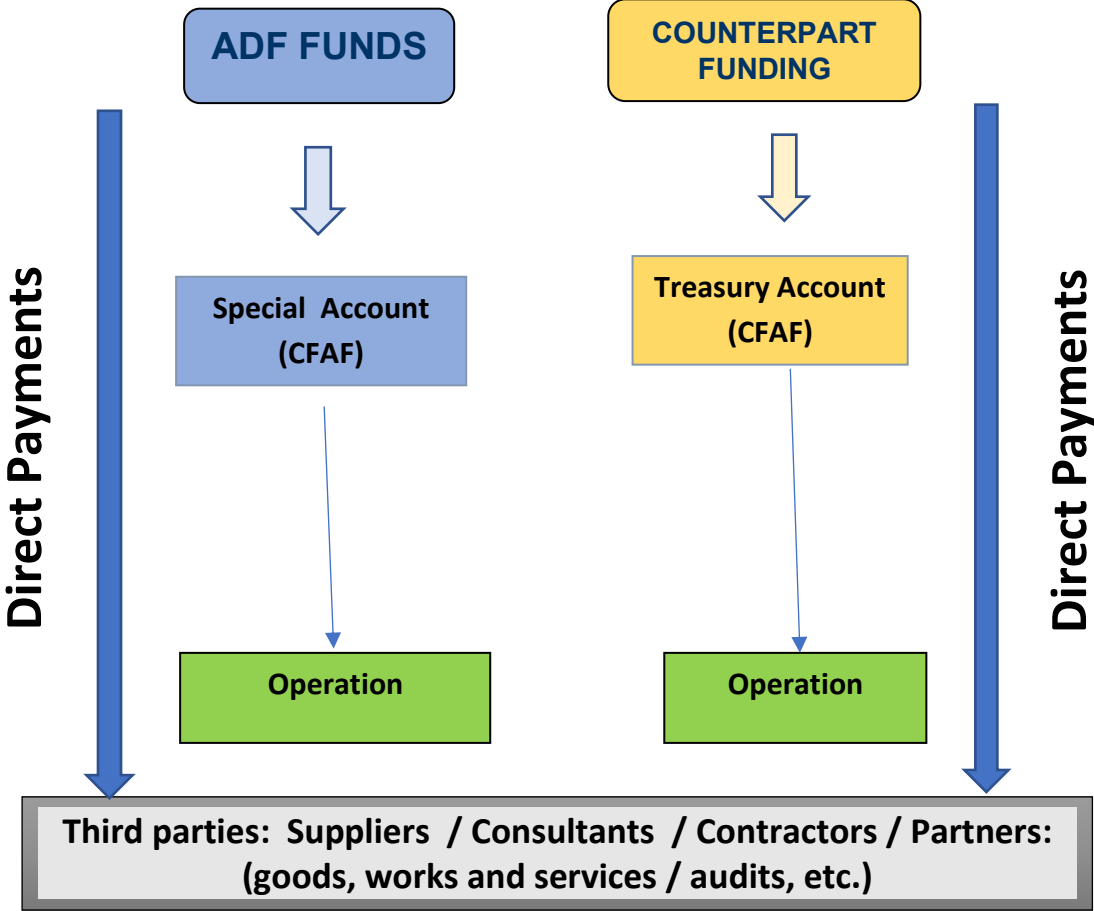 ADF FUNDS
COUNTERPART
FUNDING
Direct Payments
Special Account
(CFAF)
Treasury Account
(CFAF)
Direct Payments
Operation
Operation
Third parties: Suppliers / Consultants / Contractors / Partners:
(goods, works and services / audits, etc.)